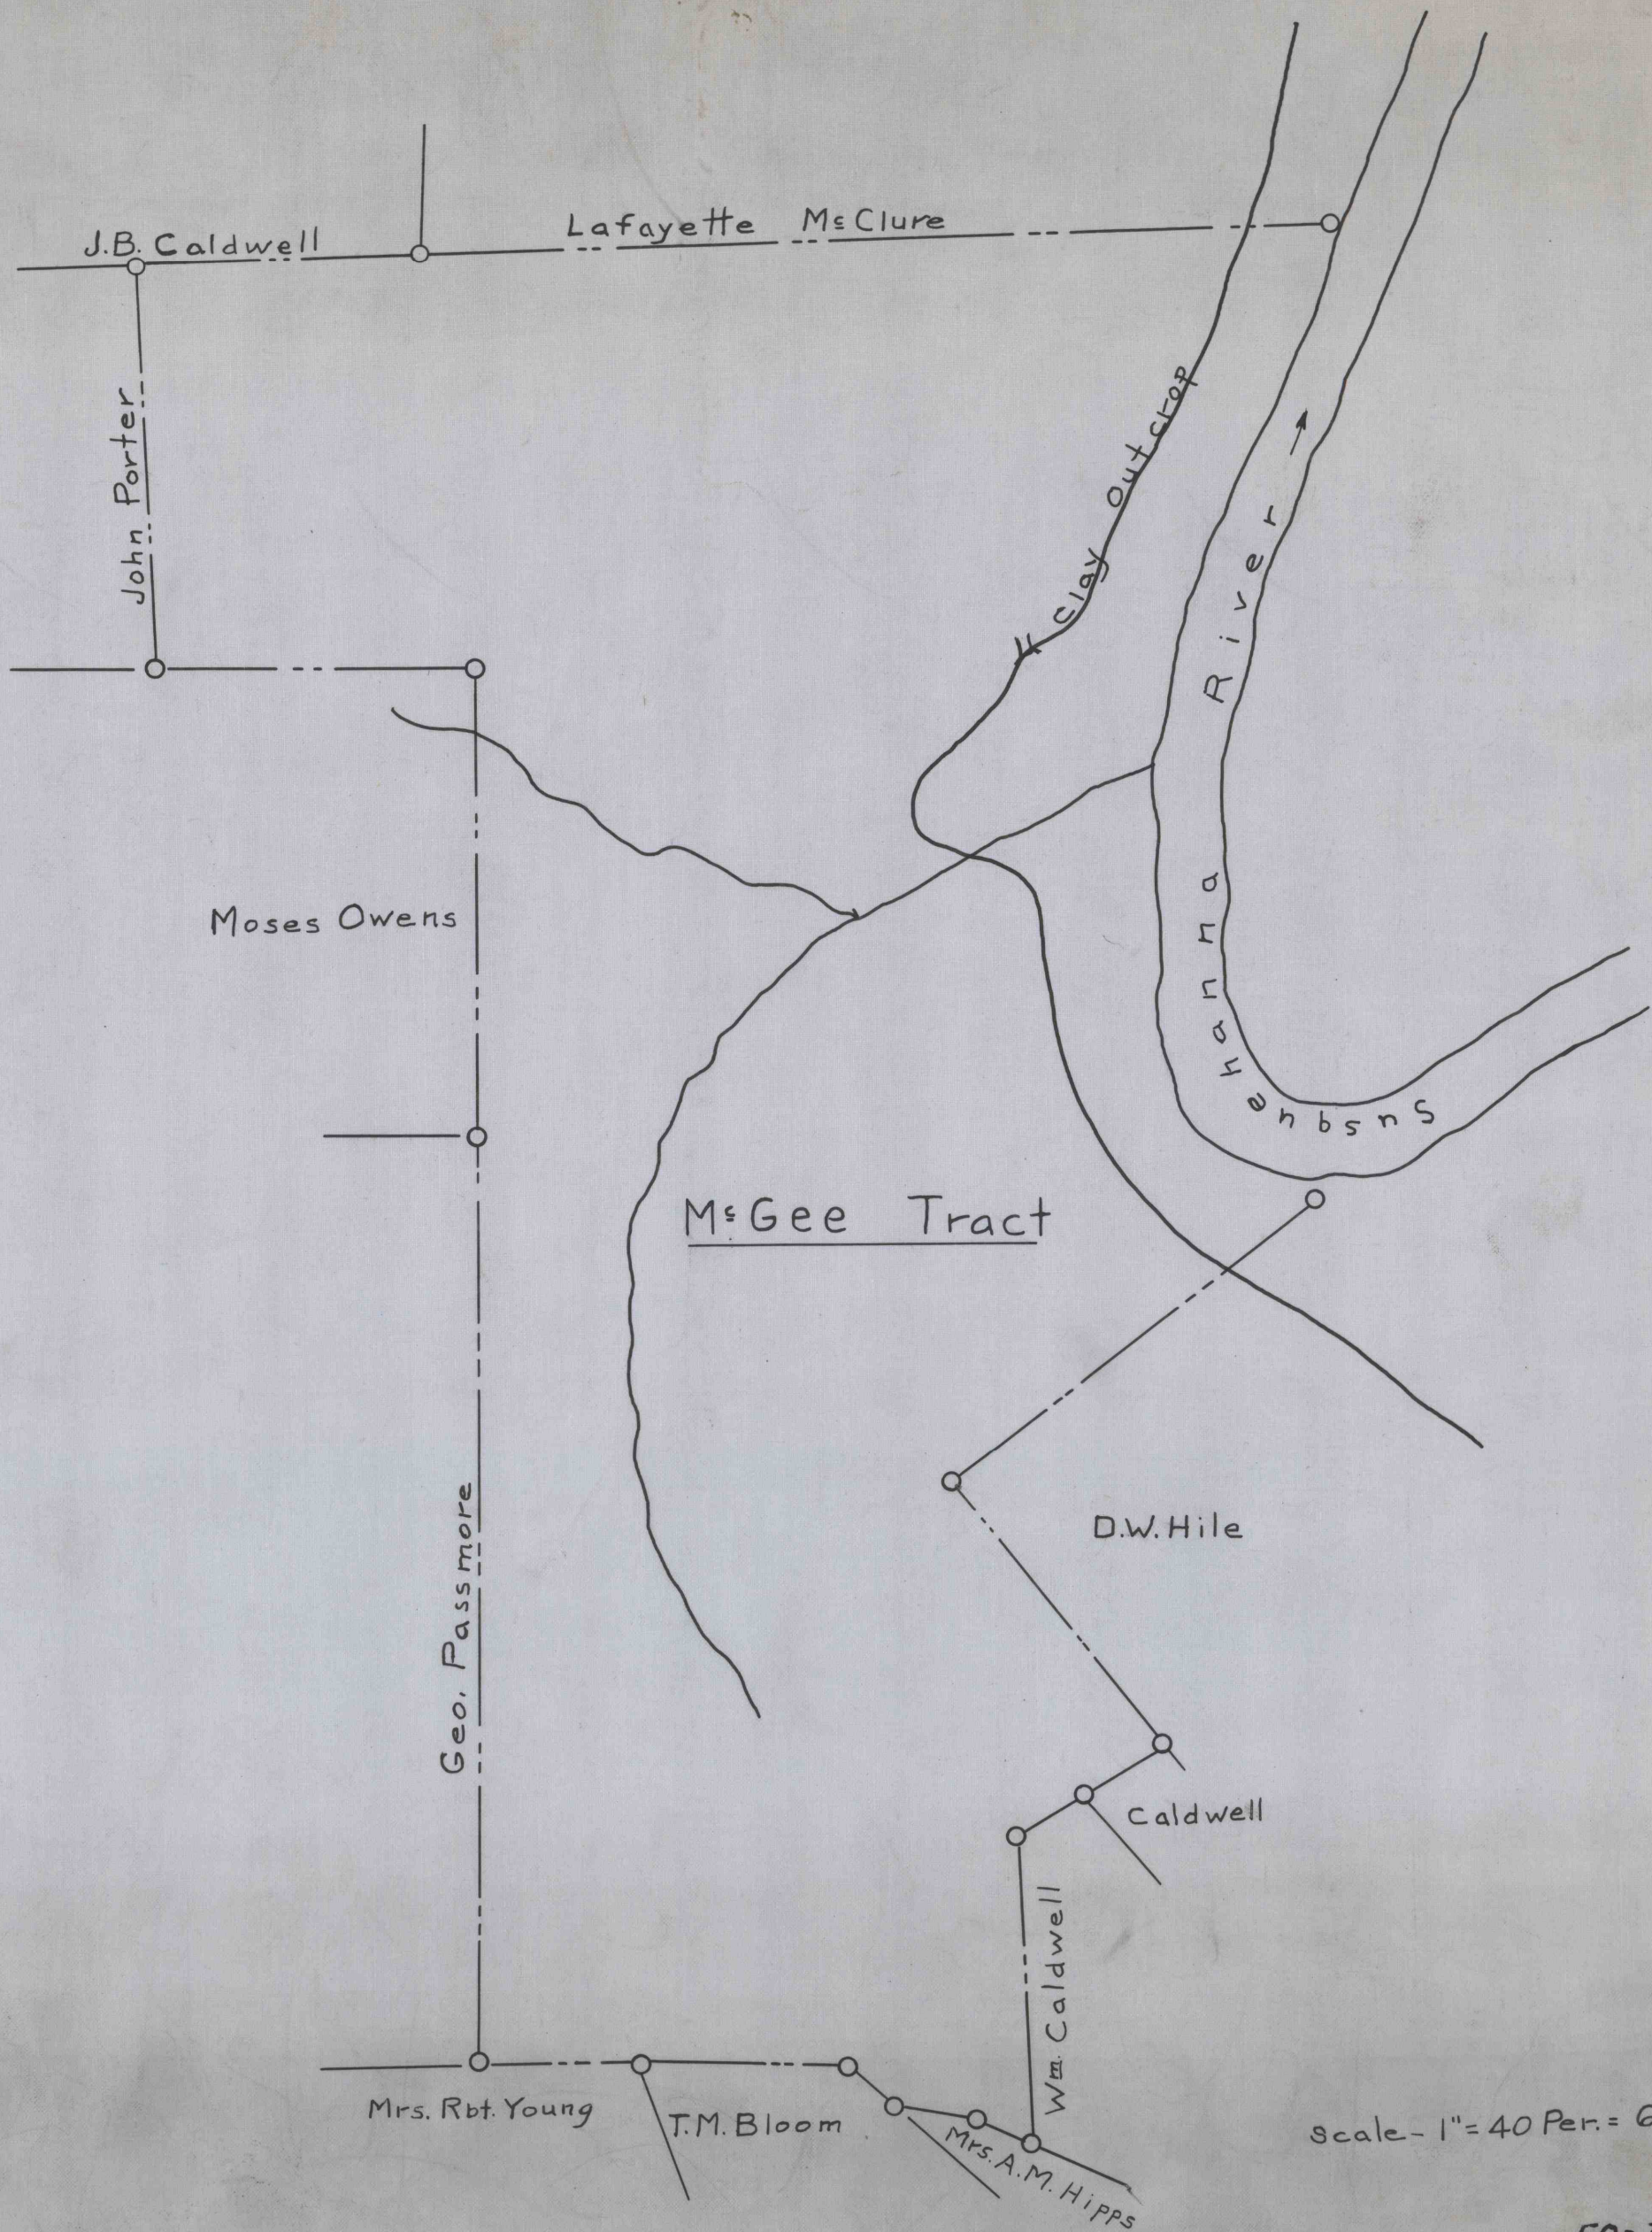 J.B. Caldwell
Lafayette McClure
John Porter
Clay Outcrop
Susquehanna River
Moses Owens
McGee Tract
D.W. Hile
Geo. Passmore
Caldwell
Wm. Caldwell
Mrs. Rbt. Young
T.M. Bloom
Mrs. A.M. Hipps
Scale - 1" = 40 Per. =